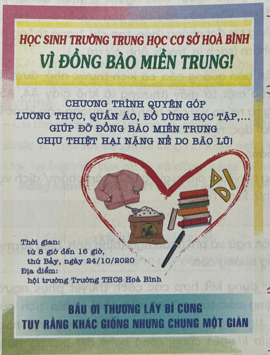 HỌC SINH TRƯỜNG TRUNG HỌC CƠ SỞ HOÀ BÌNH
VÌ ĐỒNG BÀO MIỀN TRUNG!
CHƯƠNG TRÌNH QUYÊN GÓP
LƯƠNG THỰC, QUẦN ÁO, ĐỒ DÙNG HỌC TẬP,...
GIÚP ĐỠ ĐỒNG BÀO MIỀN TRUNG
CHỊU THIỆT HẠI NẶNG NỀ DO BÃO LŨ!
Thời gian:
từ 8 giờ đến 16 giờ,
thứ Bảy, ngày 24/10/2020
Địa điểm:
hội trường Trường THCS Hoà Bình
BẦU ƠI THƯƠNG LẤY BÍ CÙNG
TUY RẰNG KHÁC GIỐNG NHƯNG CHUNG MỘT GIÀN